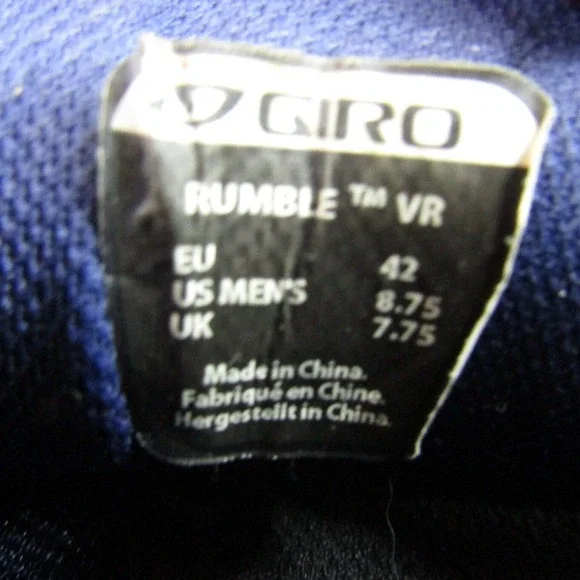 GIRO
RUMBLE ™ VR
EU 42
US MEN'S 8.75
UK 7.75
Made in China.
Fabriqué en Chine.
Hergestellt in China.